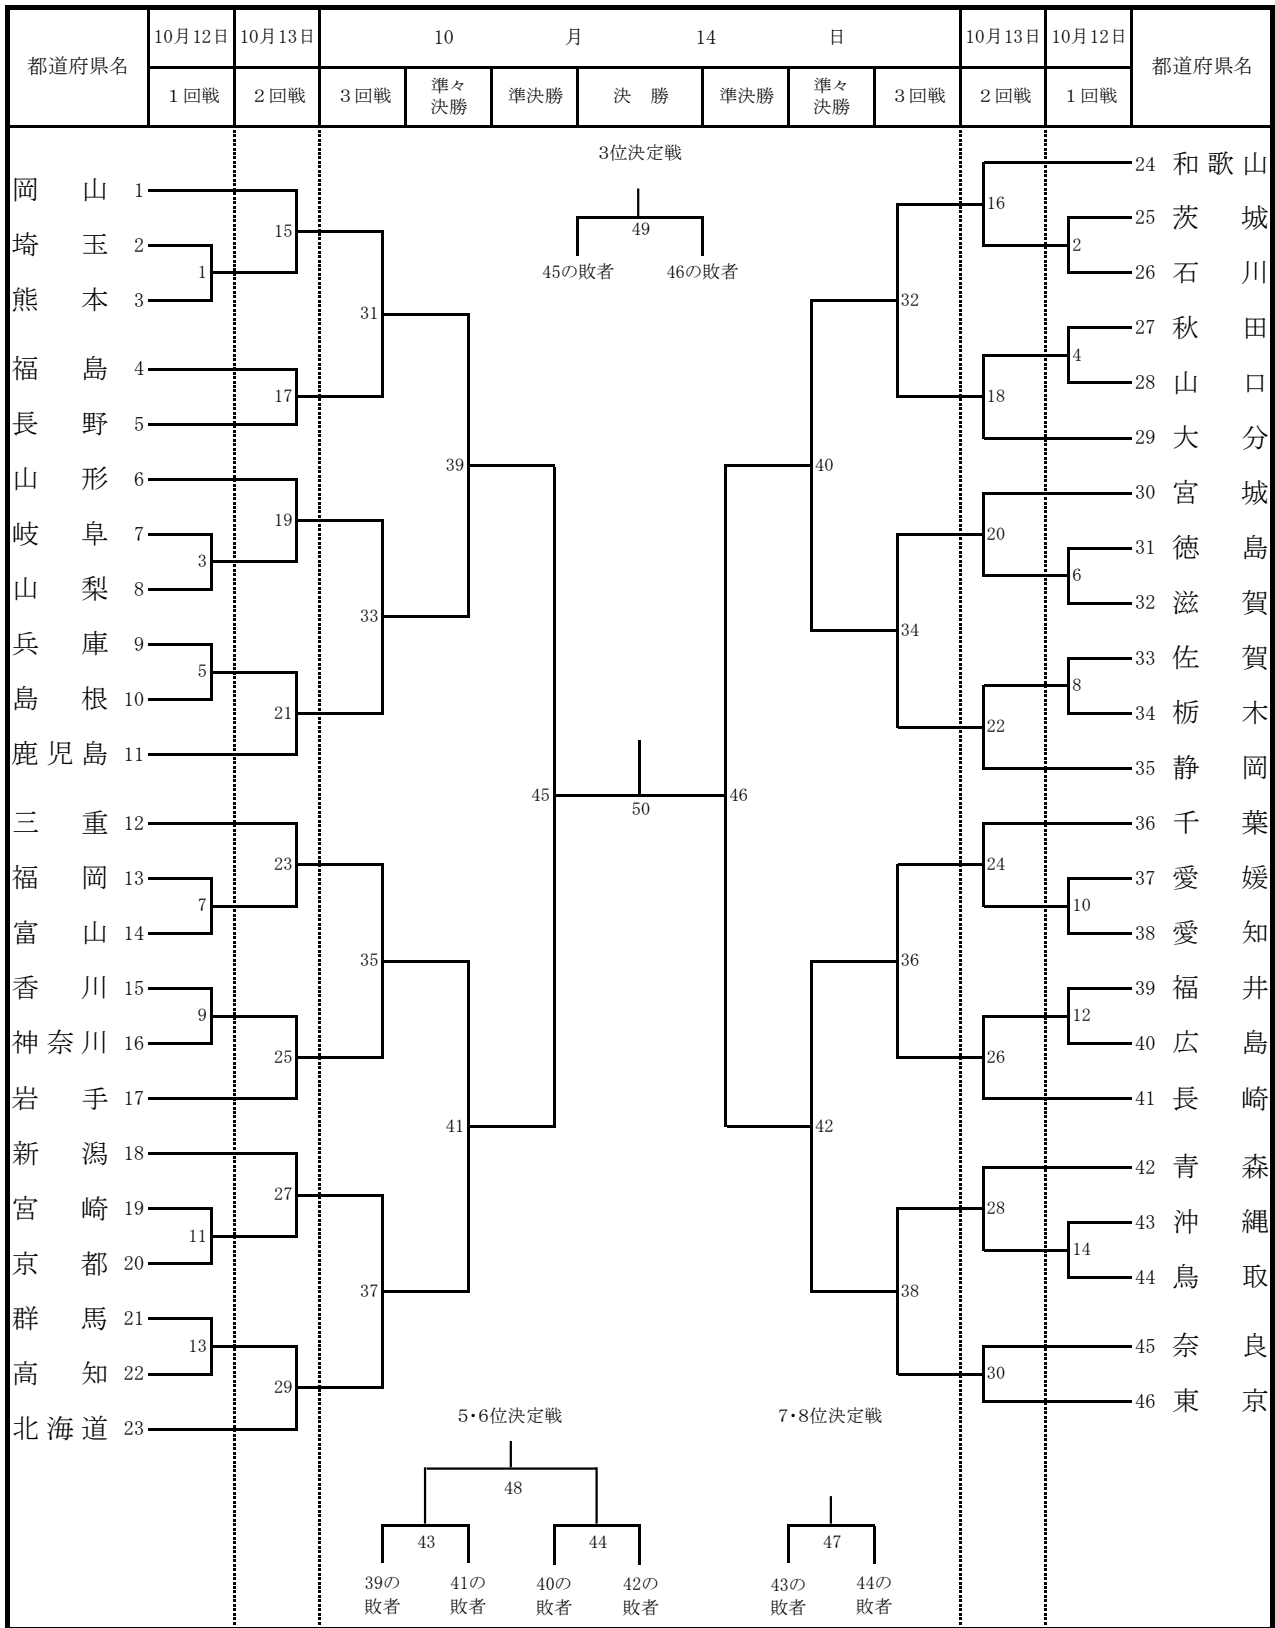 都道府県名 10月12日 10月13日 10 月 14 日 10月13日 10月12日 都道府県名
1回戦 2回戦 3回戦 準々決勝 準決勝 決 勝 準決勝 準々決勝 3回戦 2回戦 1回戦
3位決定戦
49
45の敗者 46の敗者
岡 山 1
15
埼 玉 2
1
熊 本 3
31
福 島 4
17
長 野 5
39
山 形 6
19
岐 阜 7
3
山 梨 8
33
兵 庫 9
5
島 根 10
21
鹿児島 11
45
三 重 12
23
福 岡 13
7
富 山 14
35
香 川 15
9
神奈川 16
25
岩 手 17
41
新 潟 18
27
宮 崎 19
11
京 都 20
37
群 馬 21
13
高 知 22
29
北海道 23
50
24 和歌山
16
25 茨 城
2
26 石 川
32
27 秋 田
4
28 山 口
18
29 大 分
40
30 宮 城
20
31 徳 島
6
32 滋 賀
34
33 佐 賀
8
34 栃 木
22
35 静 岡
46
36 千 葉
24
37 愛 媛
10
38 愛 知
36
39 福 井
12
40 広 島
26
41 長 崎
42
42 青 森
28
43 沖 縄
14
44 鳥 取
38
45 奈 良
30
46 東 京
5・6位決定戦
48
43 44
39の敗者 41の敗者 40の敗者 42の敗者
7・8位決定戦
47
43の敗者 44の敗者